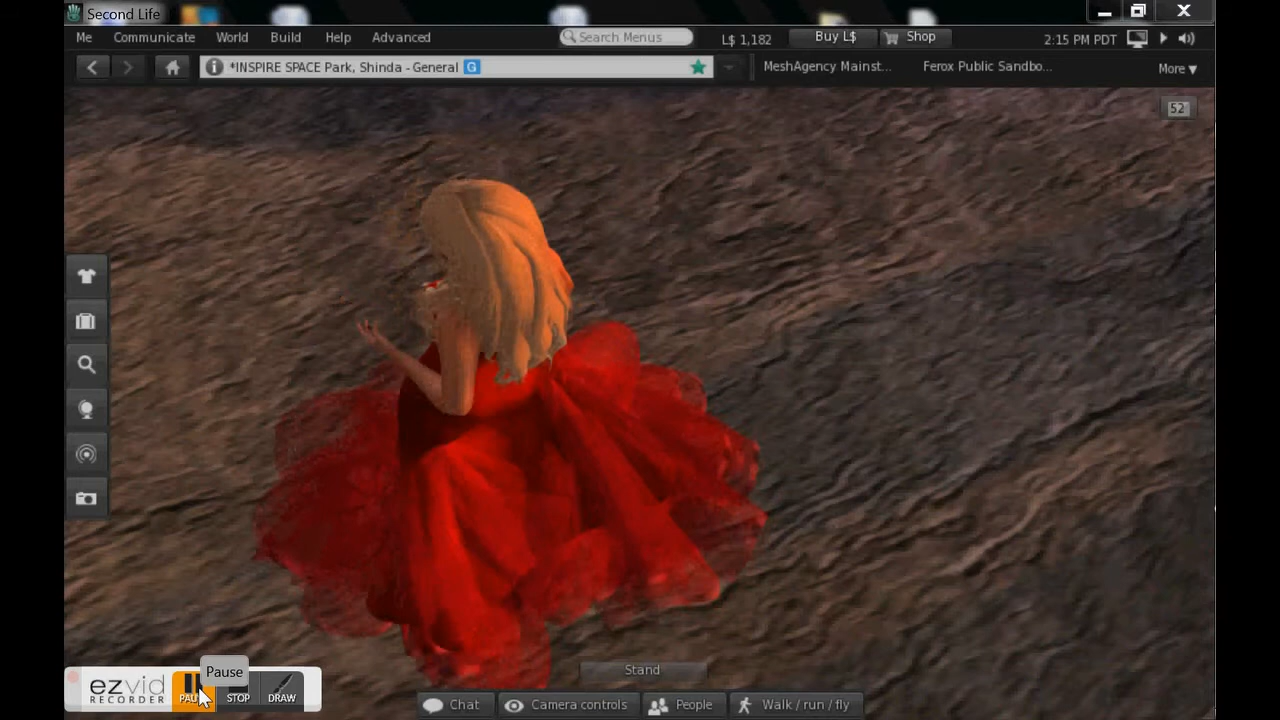 Second Life
Me Communicate World Build Help Advanced Search Menus L$ 1,182 Buy L$ Shop 2:15 PM PDT
*INSPIRE SPACE Park, Shinda - General G MeshAgency Mainst... Ferox Public Sandbo... More
52
Stand
Pause
ezvid
RECORDER STOP DRAW
Chat Camera controls People Walk / run / fly